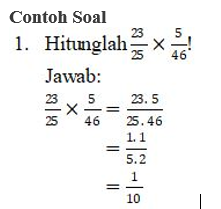 Contoh Soal
1. Hitunglah 23/25 × 5/46!
Jawab:
23/25 × 5/46 = 23.5/25.46
= 1.1/5.2
= 1/10